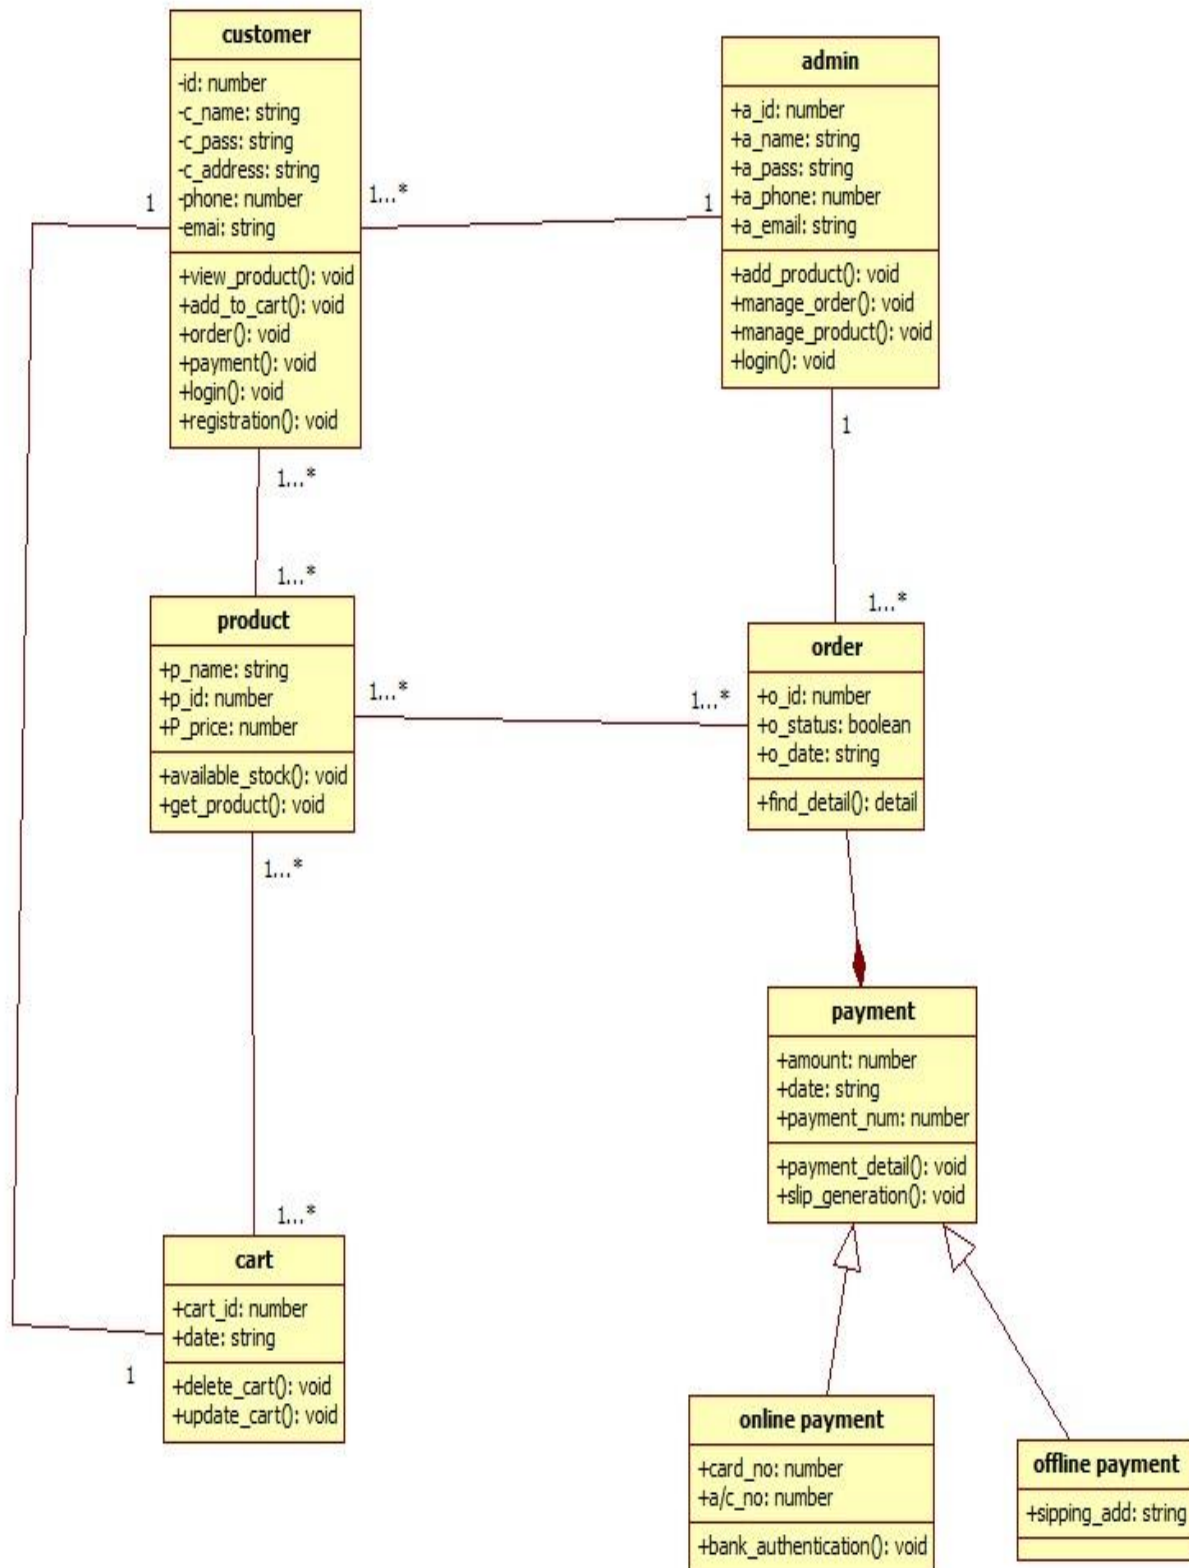 customer
-id: number
-c_name: string
-c_pass: string
-c_address: string
-phone: number
-emai: string
+view_product(): void
+add_to_cart(): void
+order(): void
+payment(): void
+login(): void
+registration(): void
admin
+a_id: number
+a_name: string
+a_pass: string
+a_phone: number
+a_email: string
+add_product(): void
+manage_order(): void
+manage_product(): void
+login(): void
1
1...*
1
1
1...*
1...*
1...*
product
+p_name: string
+p_id: number
+P_price: number
+available_stock(): void
+get_product(): void
1...*
1...*
order
+o_id: number
+o_status: boolean
+o_date: string
+find_detail(): detail
1...*
1...*
payment
+amount: number
+date: string
+payment_num: number
+payment_detail(): void
+slip_generation(): void
cart
+cart_id: number
+date: string
+delete_cart(): void
+update_cart(): void
1
online payment
+card_no: number
+a/c_no: number
+bank_authentication(): void
offline payment
+sipping_add: string